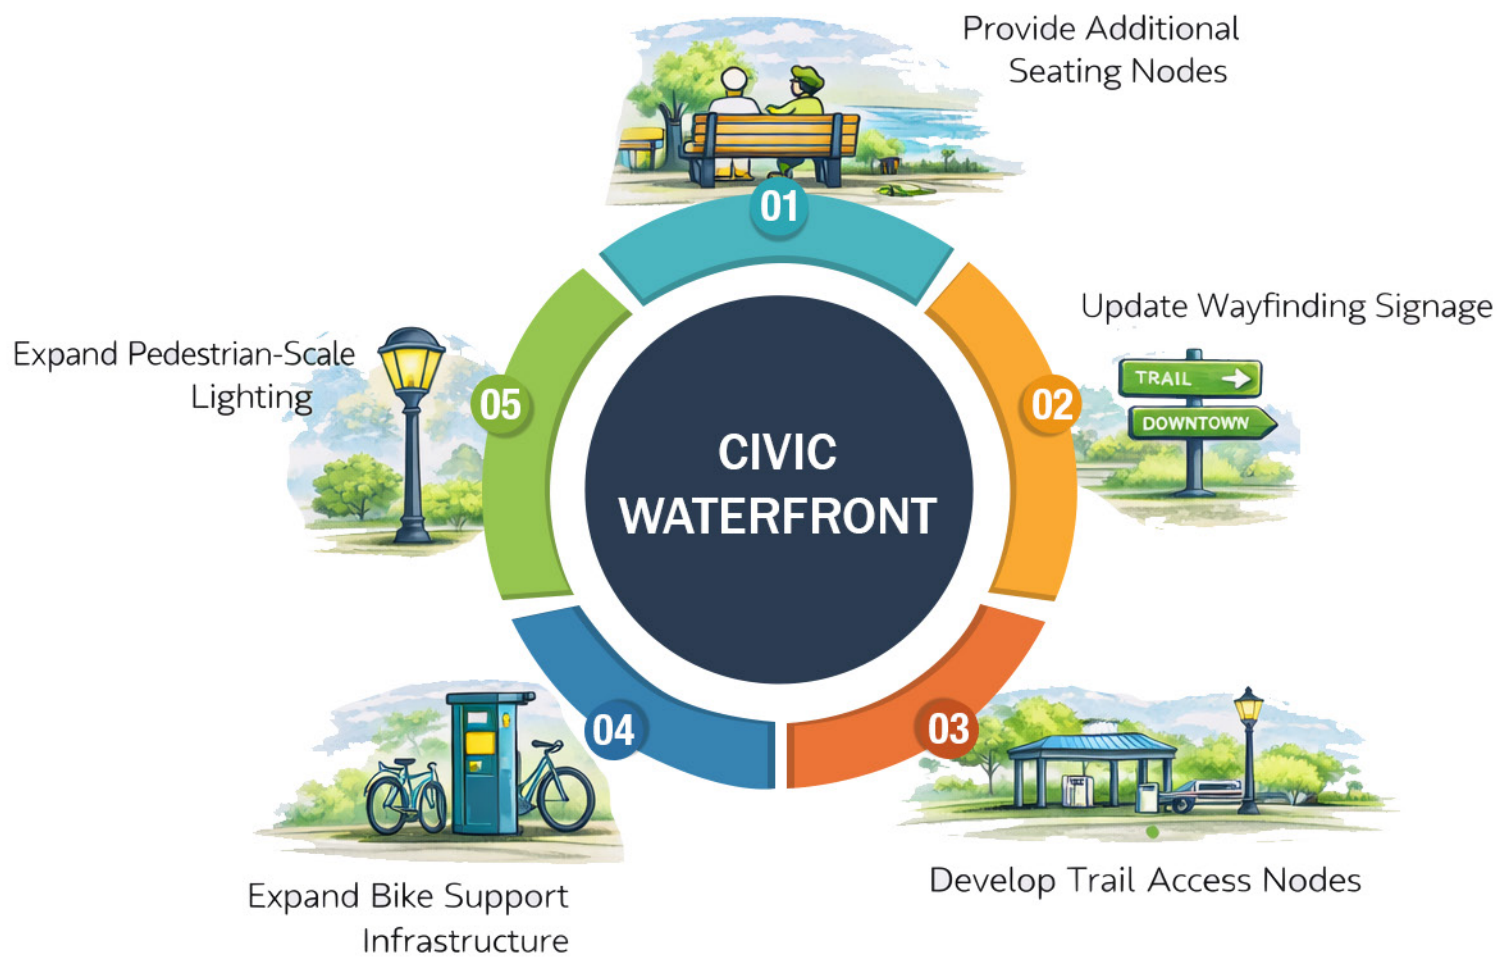 Provide Additional
Seating Nodes
01
Update Wayfinding Signage
TRAIL
DOWNTOWN
02
03
Develop Trail Access Nodes
04
Expand Bike Support
Infrastructure
Expand Pedestrian-Scale
Lighting
05
CIVIC
WATERFRONT